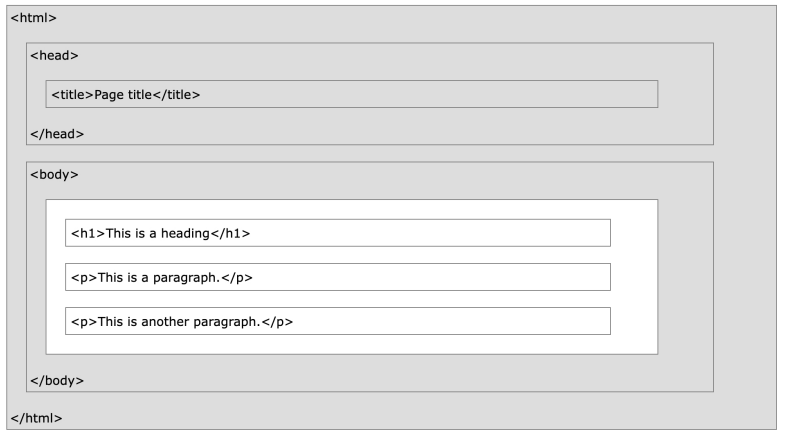 <html>
<head>
<title>Page title</title>
</head>
<body>
<h1>This is a heading</h1>
<p>This is a paragraph.</p>
<p>This is another paragraph.</p>
</body>
</html>